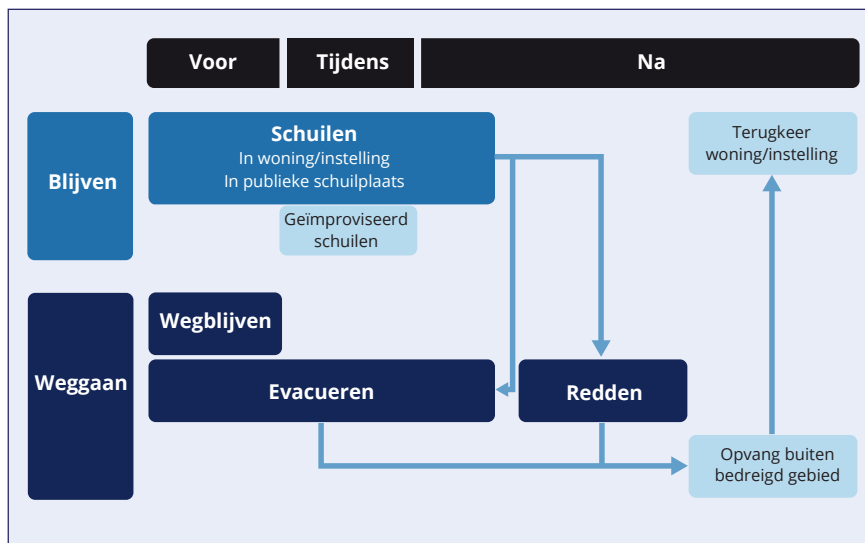 Voor
Tijdens
Na
Blijven
Schuilen
In woning/instelling
In publieke schuilplaats
Geïmproviseerd
schuilen
Terugkeer
woning/instelling
Weggaan
Wegblijven
Evacueren
Redden
Opvang buiten
bedreigd gebied